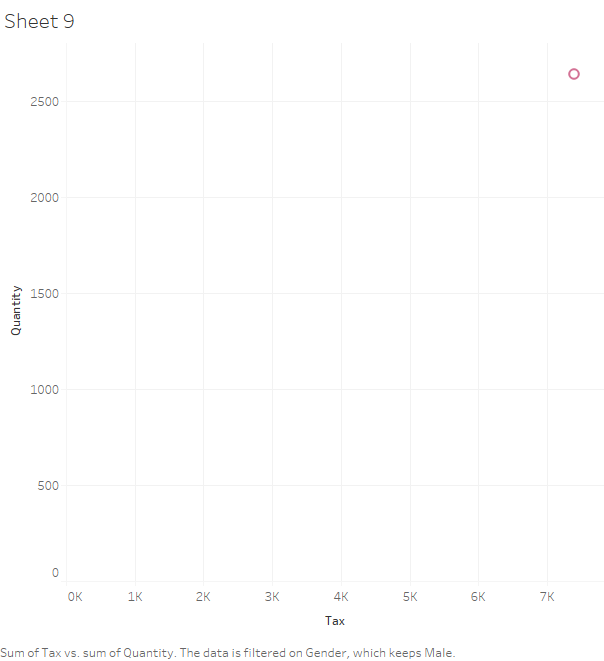 Sheet 9
2500
2000
1500
1000
500
0
Quantity
0K 1K 2K 3K 4K 5K 6K 7K
Tax
Sum of Tax vs. sum of Quantity. The data is filtered on Gender, which keeps Male.